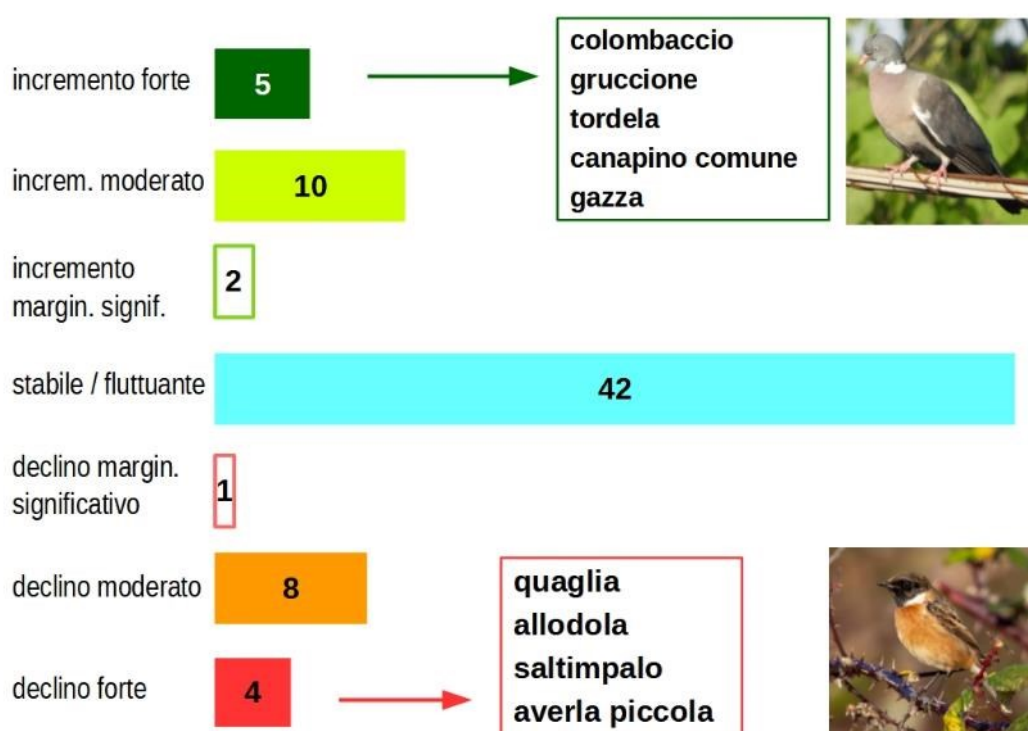 incremento forte
5
colombaccio
gruccione
tordela
canapino comune
gazza
increm. moderato
10
incremento
margin. signif.
2
stabile / fluttuante
42
declino margin.
significativo
1
declino moderato
8
quaglia
allodola
saltimpalo
averla piccola
declino forte
4